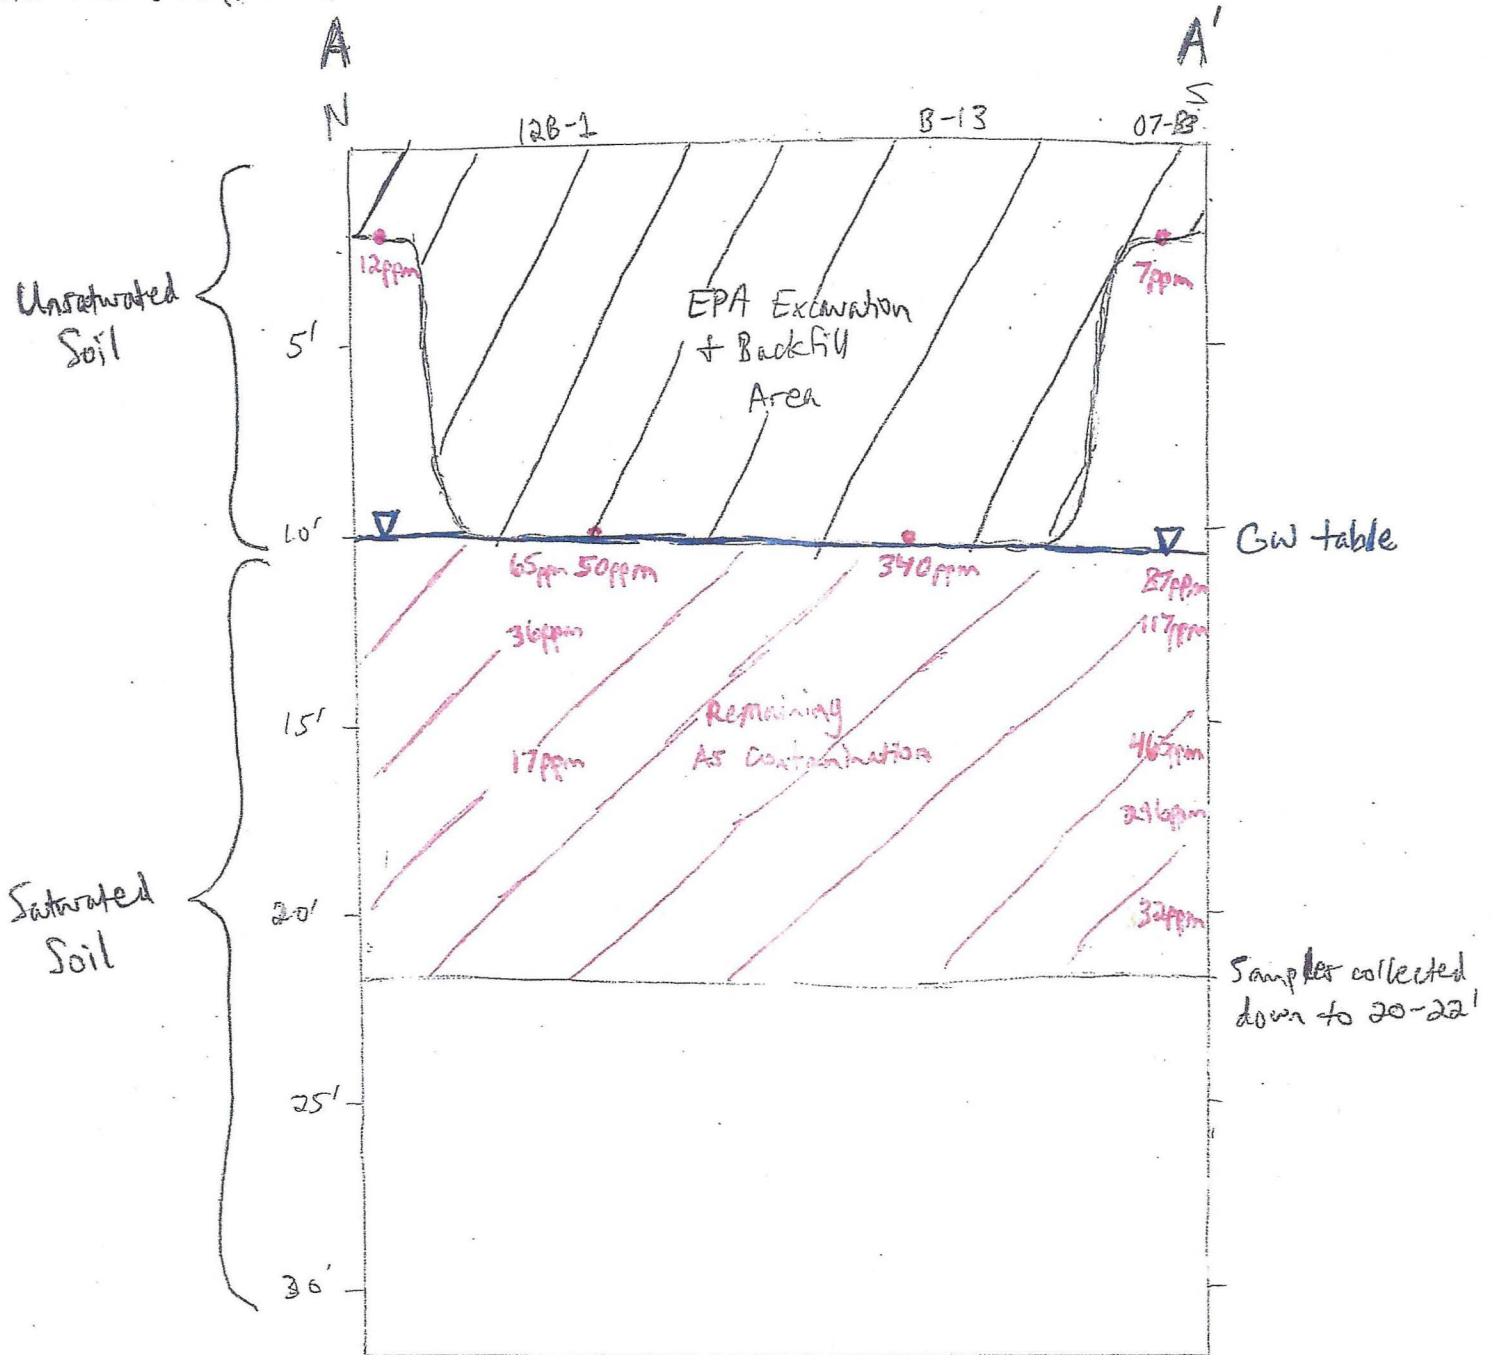 A A'
N S
12B-1 B-13 07-B3
12ppm 7ppm
Unsaturated
Soil
5'
EPA Excavation
+ Backfill
Area
10'
GW table
65ppm 50ppm 340ppm 87ppm
36ppm 117ppm
15'
Remaining
As Contamination
17ppm 465ppm
296ppm
Saturated
Soil
20'
32ppm
Samples collected
down to 20-22'
25'
30'